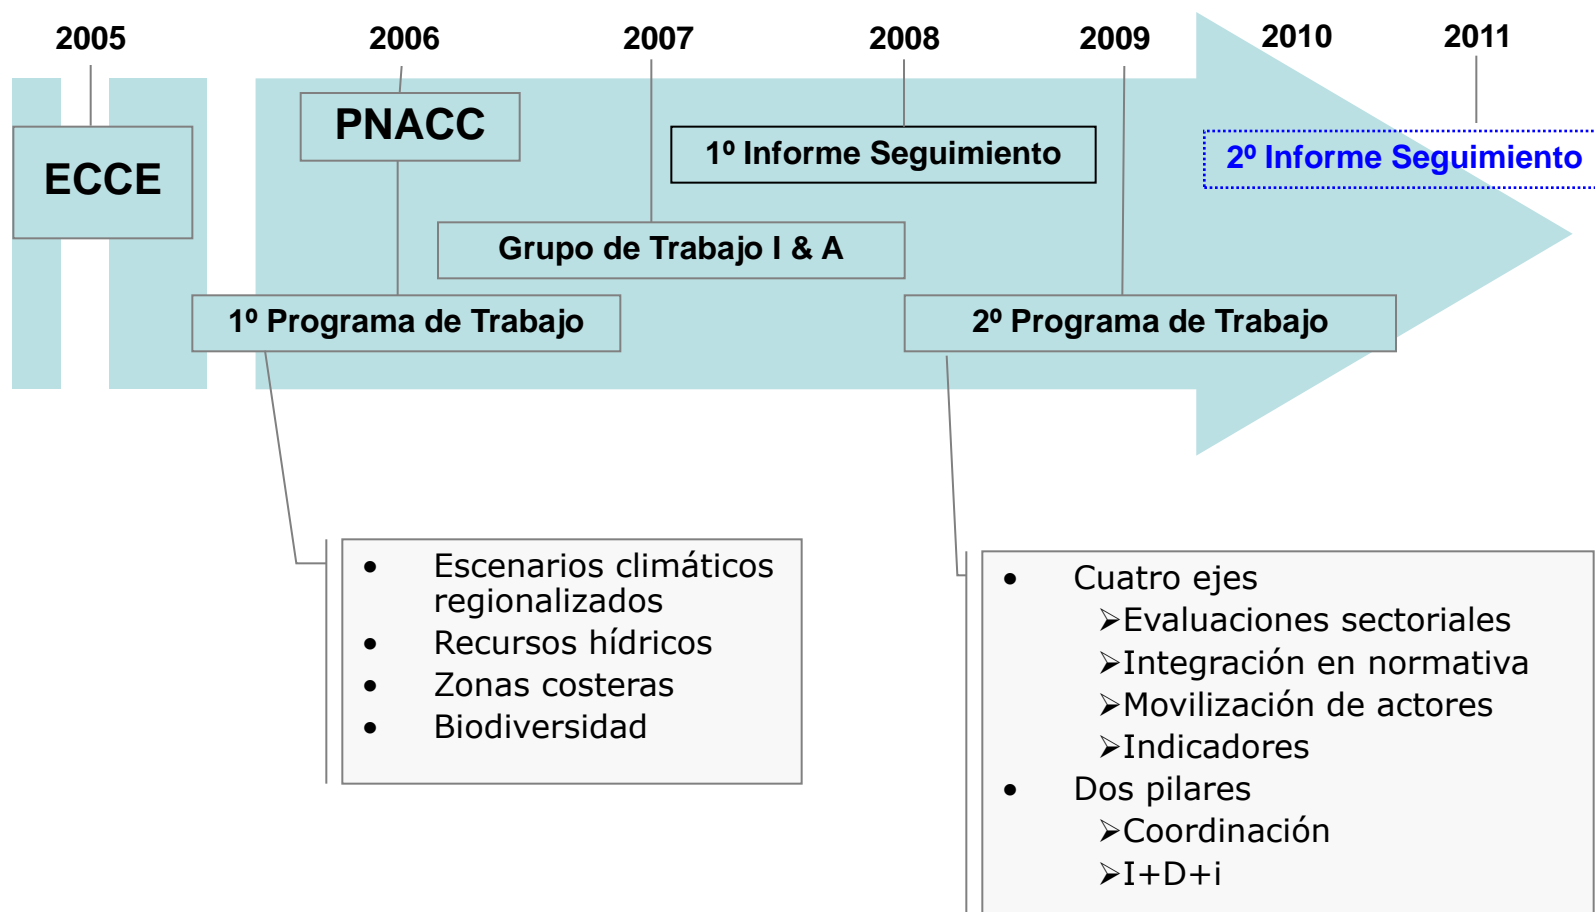 2005 2006 2007 2008 2009 2010 2011
PNACC
1º Informe Seguimiento
2º Informe Seguimiento
ECCE
Grupo de Trabajo I & A
1º Programa de Trabajo
2º Programa de Trabajo
• Escenarios climáticos
regionalizados
• Recursos hídricos
• Zonas costeras
• Biodiversidad
• Cuatro ejes
➢Evaluaciones sectoriales
➢Integración en normativa
➢Movilización de actores
➢Indicadores
• Dos pilares
➢Coordinación
➢I+D+i